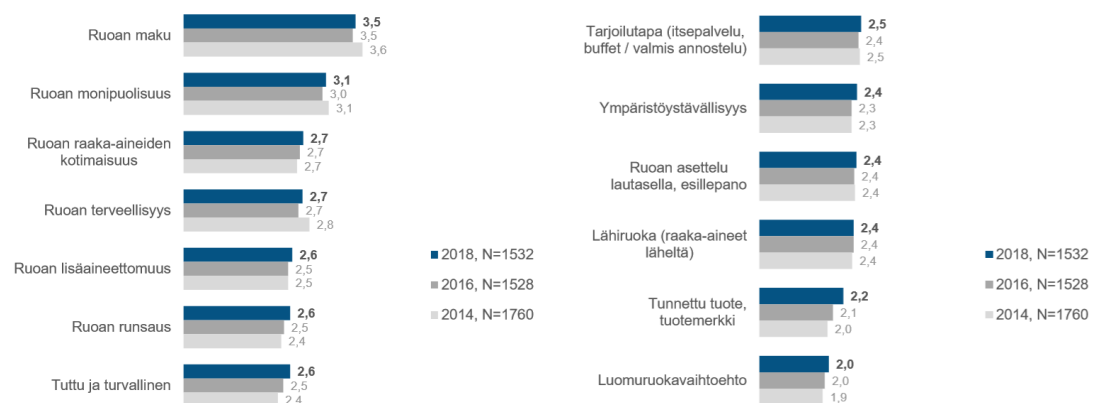 Ruoan maku
3,5
3,5
3,6
Ruoan monipuolisuus
3,1
3,0
3,1
Ruoan raaka-aineiden
kotimaisuus
2,7
2,7
2,7
Ruoan terveellisyys
2,7
2,7
2,8
Ruoan lisäaineettomuus
2,6
2,5
2,5
Ruoan runsaus
2,6
2,5
2,4
Tuttu ja turvallinen
2,6
2,5
2,4
2018, N=1532
2016, N=1528
2014, N=1760
Tarjoilutapa (itsepalvelu,
buffet / valmis annostelu)
2,5
2,4
2,5
Ympäristöystävällisyys
2,4
2,3
2,3
Ruoan asettelu
lautasella, esillepano
2,4
2,4
2,4
Lähiruoka (raaka-aineet
läheltä)
2,4
2,4
2,4
Tunnettu tuote,
tuotemerkki
2,2
2,1
2,0
Luomuruokavaihtoehto
2,0
2,0
1,9
2018, N=1532
2016, N=1528
2014, N=1760